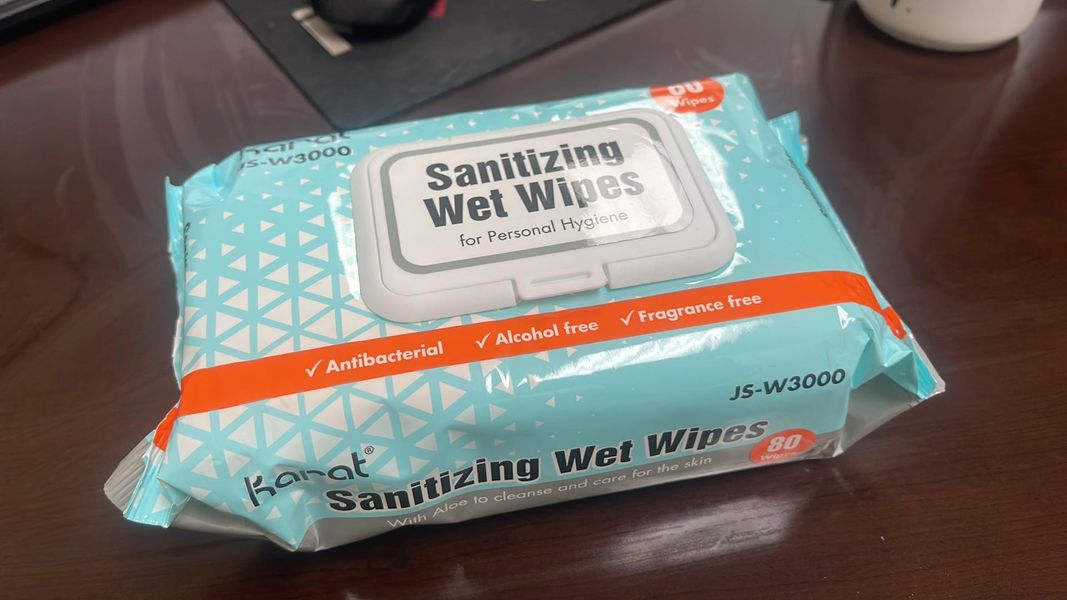 Karat
JS-W3000
80
Wipes
Sanitizing
Wet Wipes
for Personal Hygiene
✓ Antibacterial ✓ Alcohol free ✓ Fragrance free
JS-W3000
Karat®
Sanitizing Wet Wipes
With Aloe to cleanse and care for the skin
80
Wipes